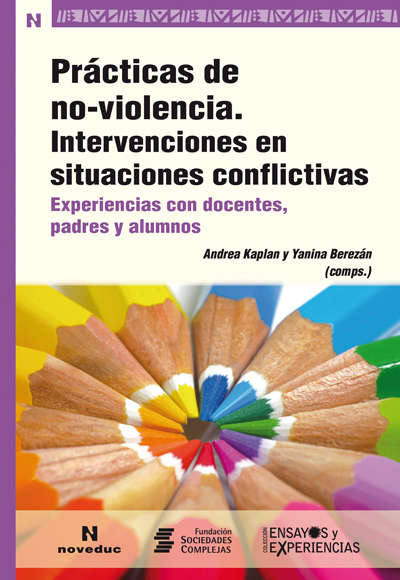 N
Prácticas de
no-violencia.
Intervenciones en
situaciones conflictivas
Experiencias con docentes,
padres y alumnos
Andrea Kaplan y Yanina Berezán
(comps.)
N
noveduc
Fundación
SOCIEDADES
COMPLEJAS
COLECCIÓN
ENSAYOS y
EXPERIENCIAS